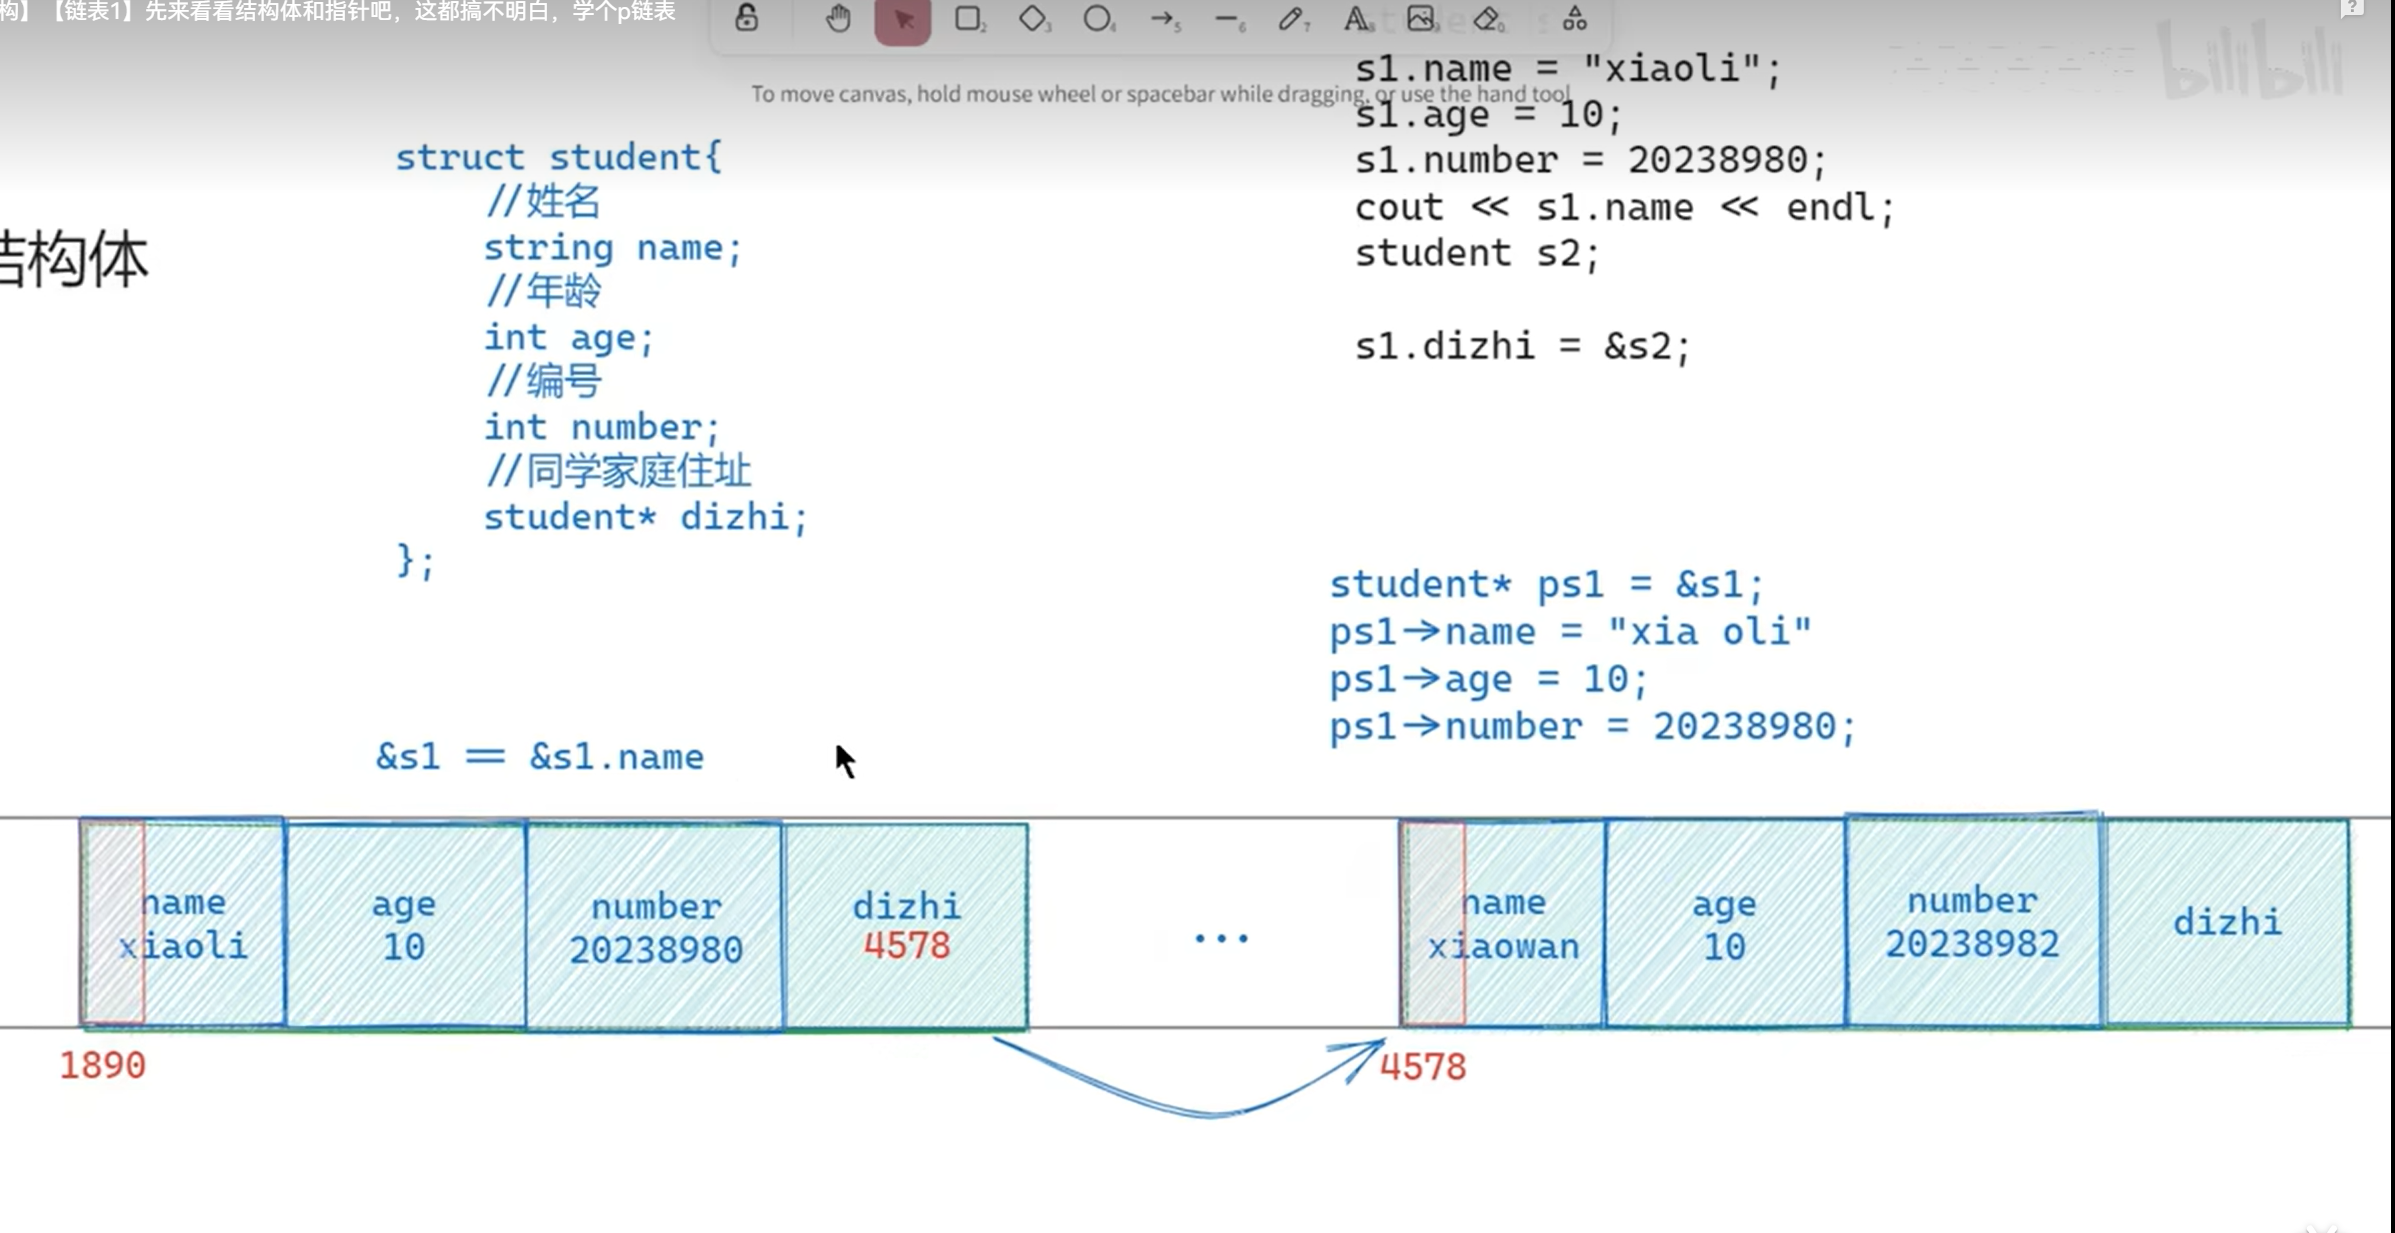 构】【链表1】先来看看结构体和指针吧，这都搞不明白，学个p链表
To move canvas, hold mouse wheel or spacebar while dragging, or use the hand tool
bilibili
s1.name = "xiaoli";
s1.age = 10;
s1.number = 20238980;
cout << s1.name << endl;
student s2;
s1.dizhi = &s2;
结构体
struct student{
//姓名
string name;
//年龄
int age;
//编号
int number;
//同学家庭住址
student* dizhi;
};
student* ps1 = &s1;
ps1->name = "xia oli"
ps1->age = 10;
ps1->number = 20238980;
&s1 == &s1.name
name
xiaoli
age
10
number
20238980
dizhi
4578
...
name
xiaowan
age
10
number
20238982
dizhi
1890
4578